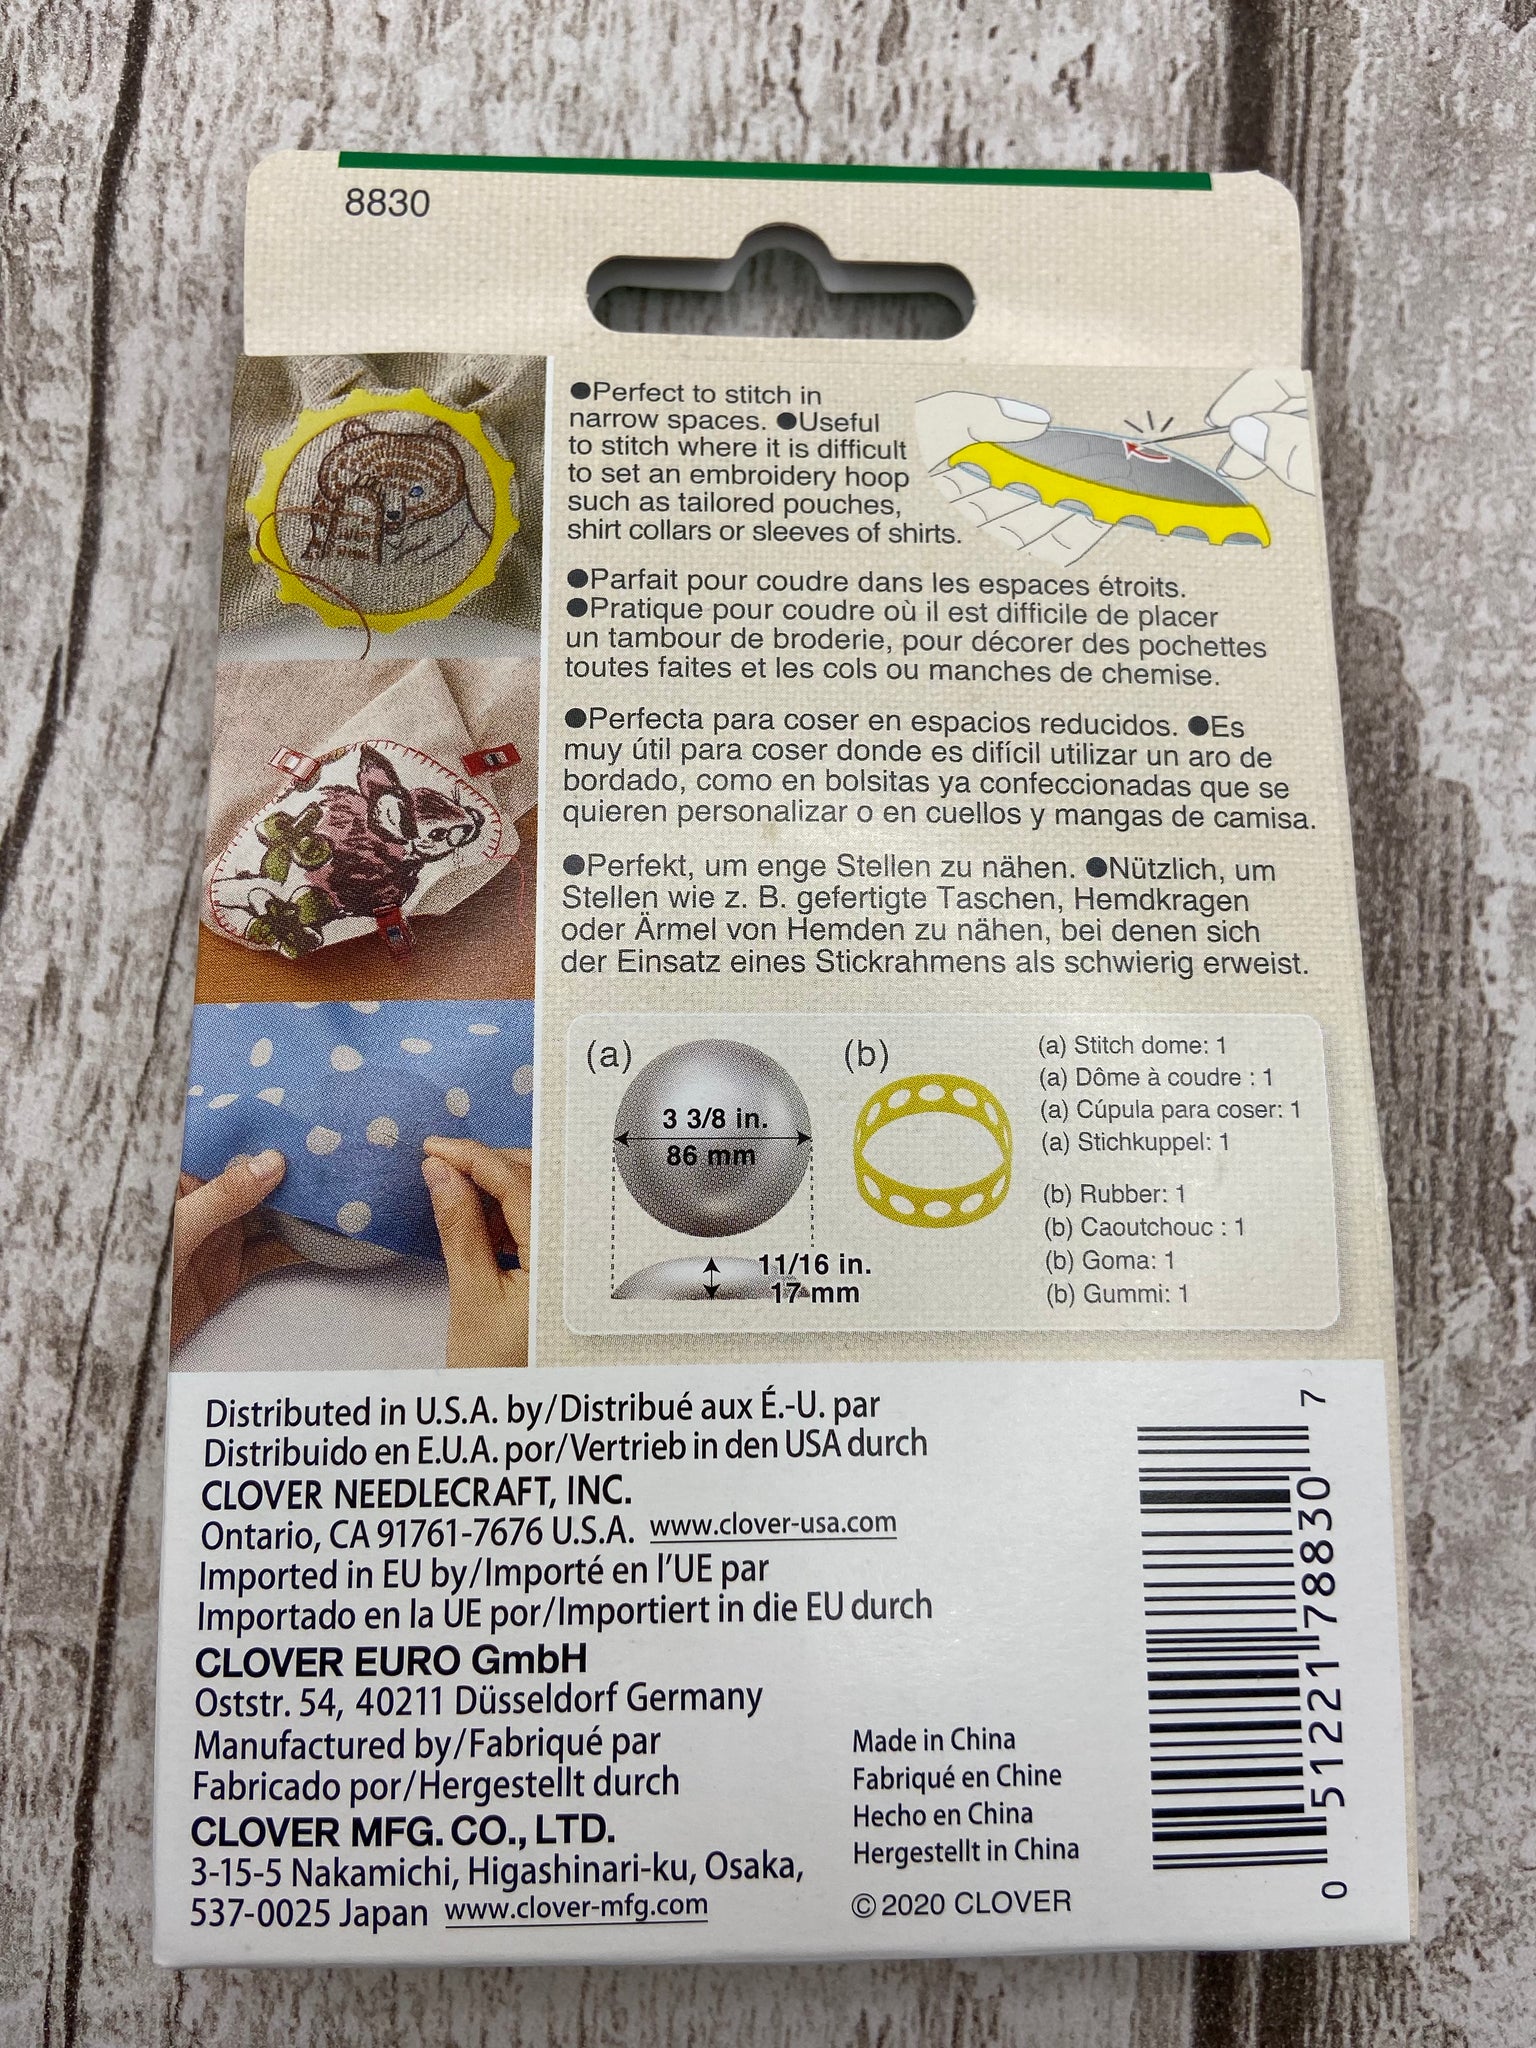 8830
●Perfect to stitch in
narrow spaces. ●Useful
to stitch where it is difficult
to set an embroidery hoop
such as tailored pouches,
shirt collars or sleeves of shirts.
●Parfait pour coudre dans les espaces étroits.
●Pratique pour coudre où il est difficile de placer
un tambour de broderie, pour décorer des pochettes
toutes faites et les cols ou manches de chemise.
●Perfecta para coser en espacios reducidos. ●Es
muy útil para coser donde es difícil utilizar un aro de
bordado, como en bolsitas ya confeccionadas que se
quieren personalizar o en cuellos y mangas de camisa.
●Perfekt, um enge Stellen zu nähen. ●Nützlich, um
Stellen wie z. B. gefertigte Taschen, Hemdkragen
oder Ärmel von Hemden zu nähen, bei denen sich
der Einsatz eines Stickrahmens als schwierig erweist.
(a)
3 3/8 in.
86 mm
11/16 in.
17 mm
(b)
(a) Stitch dome: 1
(a) Dôme à coudre : 1
(a) Cúpula para coser: 1
(a) Stichkuppel: 1
(b) Rubber: 1
(b) Caoutchouc : 1
(b) Goma: 1
(b) Gummi: 1
Distributed in U.S.A. by/Distribué aux É.-U. par
Distribuido en E.U.A. por/Vertrieb in den USA durch
CLOVER NEEDLECRAFT, INC.
Ontario, CA 91761-7676 U.S.A. www.clover-usa.com
Imported in EU by/Importé en l'UE par
Importado en la UE por/Importiert in die EU durch
CLOVER EURO GmbH
Oststr. 54, 40211 Düsseldorf Germany
Manufactured by/Fabriqué par
Fabricado por/Hergestellt durch
CLOVER MFG. CO., LTD.
3-15-5 Nakamichi, Higashinari-ku, Osaka,
537-0025 Japan www.clover-mfg.com
Made in China
Fabriqué en Chine
Hecho en China
Hergestellt in China
© 2020 CLOVER
0 51221 78830 7